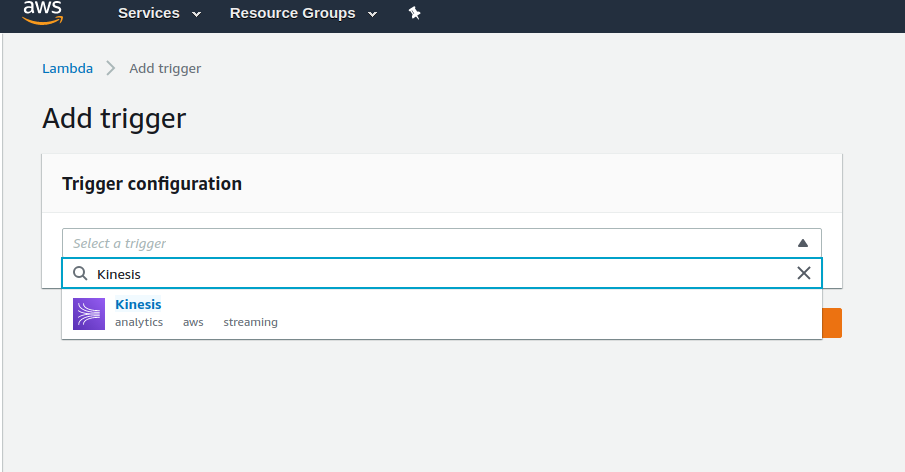 aws Services Resource Groups
Lambda Add trigger
Add trigger
Trigger configuration
Select a trigger
Kinesis
Kinesis
analytics aws streaming